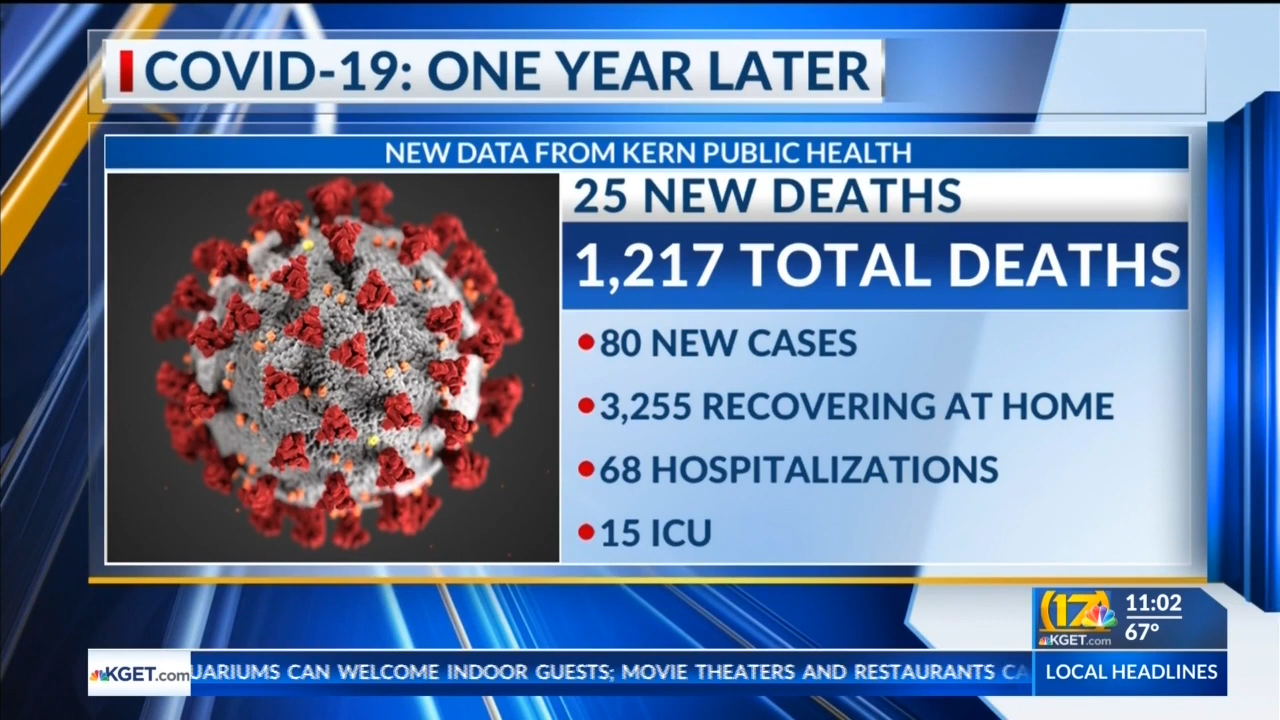 COVID-19: ONE YEAR LATER
NEW DATA FROM KERN PUBLIC HEALTH
25 NEW DEATHS
1,217 TOTAL DEATHS
80 NEW CASES
3,255 RECOVERING AT HOME
68 HOSPITALIZATIONS
15 ICU
17
KGET.com
11:02
67°
KGET.com
UARIUMS CAN WELCOME INDOOR GUESTS; MOVIE THEATERS AND RESTAURANTS CA
LOCAL HEADLINES